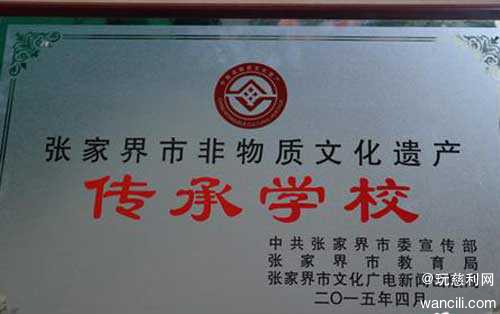 张家界市非物质文化遗产
传承学校
中共张家界市委宣传部
张家界市教育局
张家界市文化广电新闻
二〇一五年四月
@玩慈利网
wancili.com